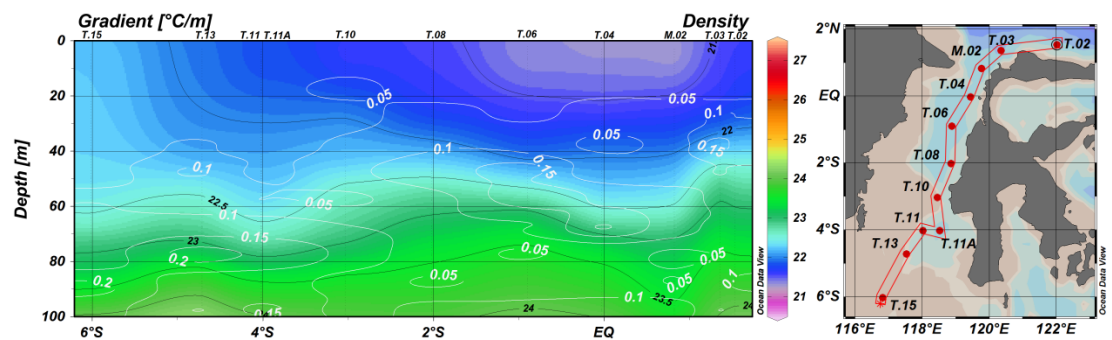 Gradient [°C/m] Density
T.15 T.13 T.11 T.11A T.10 T.08 T.06 T.04 M.02 T.03 T.02
0
20
40
60
80
100
Depth [m]
6°S 4°S 2°S EQ
21.
0.05 0.05
0.1
22
0.1 0.1 0.15
0.15
22.5 0.1 0.05
0.15
23
0.2 0.05 0.05
0.2 0.05 0.1
0.1 23.5
0.15 24 24
27
26
25
24
23
22
21
Ocean Data View
2°N
EQ
2°S
4°S
6°S
116°E 118°E 120°E 122°E
T.03
T.02
M.02
T.04
T.06
T.08
T.10
T.11
T.13 T.11A
T.15
Ocean Data View